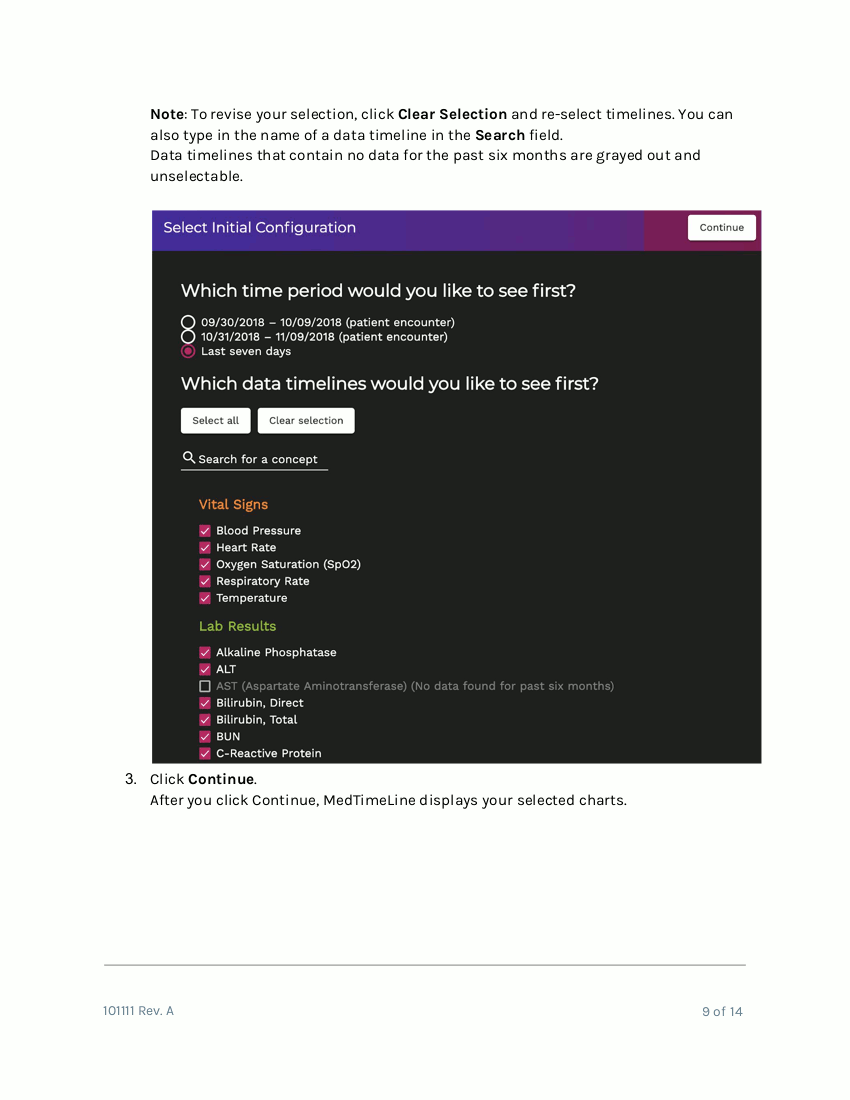 Note: To revise your selection, click Clear Selection and re-select timelines. You can
also type in the name of a data timeline in the Search field.
Data timelines that contain no data for the past six months are grayed out and
unselectable.
Select Initial Configuration
Continue
Which time period would you like to see first?
09/30/2018 – 10/09/2018 (patient encounter)
10/31/2018 – 11/09/2018 (patient encounter)
Last seven days
Which data timelines would you like to see first?
Select all
Clear selection
Search for a concept
Vital Signs
Blood Pressure
Heart Rate
Oxygen Saturation (SpO2)
Respiratory Rate
Temperature
Lab Results
Alkaline Phosphatase
ALT
AST (Aspartate Aminotransferase) (No data found for past six months)
Bilirubin, Direct
Bilirubin, Total
BUN
C-Reactive Protein
3. Click Continue.
After you click Continue, MedTimeLine displays your selected charts.
101111 Rev. A
9 of 14